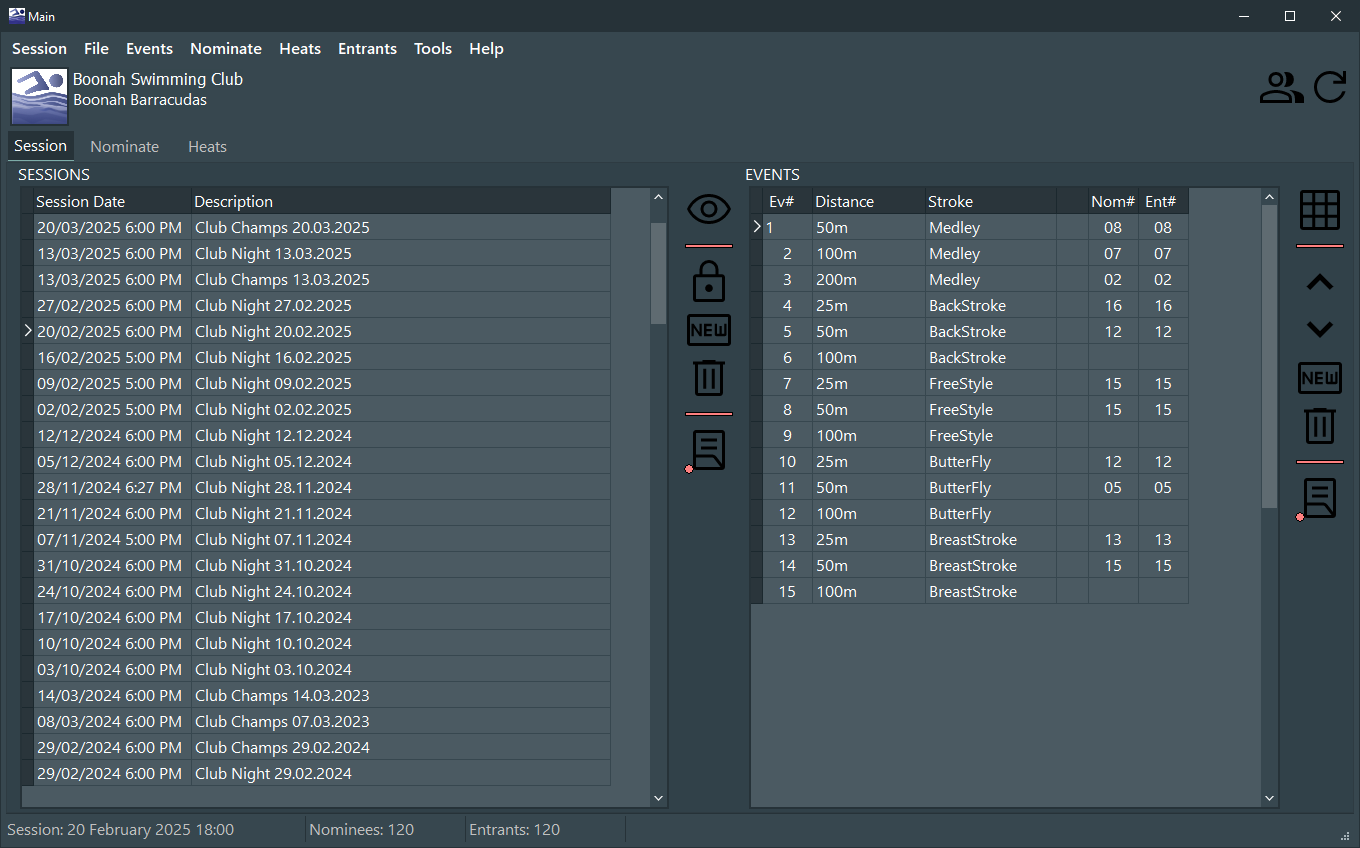 Main
Session File Events Nominate Heats Entrants Tools Help
Boonah Swimming Club
Boonah Barracudas
Session Nominate Heats
SESSIONS
Session Date Description
20/03/2025 6:00 PM Club Champs 20.03.2025
13/03/2025 6:00 PM Club Night 13.03.2025
13/03/2025 6:00 PM Club Champs 13.03.2025
27/02/2025 6:00 PM Club Night 27.02.2025
20/02/2025 6:00 PM Club Night 20.02.2025
16/02/2025 5:00 PM Club Night 16.02.2025
09/02/2025 5:00 PM Club Night 09.02.2025
02/02/2025 5:00 PM Club Night 02.02.2025
12/12/2024 6:00 PM Club Night 12.12.2024
05/12/2024 6:00 PM Club Night 05.12.2024
28/11/2024 6:27 PM Club Night 28.11.2024
21/11/2024 6:00 PM Club Night 21.11.2024
07/11/2024 5:00 PM Club Night 07.11.2024
31/10/2024 6:00 PM Club Night 31.10.2024
24/10/2024 6:00 PM Club Night 24.10.2024
17/10/2024 6:00 PM Club Night 17.10.2024
10/10/2024 6:00 PM Club Night 10.10.2024
03/10/2024 6:00 PM Club Night 03.10.2024
14/03/2024 6:00 PM Club Champs 14.03.2023
08/03/2024 6:00 PM Club Champs 07.03.2023
29/02/2024 6:00 PM Club Champs 29.02.2024
29/02/2024 6:00 PM Club Night 29.02.2024
NEW
EVENTS
Ev# Distance Stroke Nom# Ent#
1 50m Medley 08 08
2 100m Medley 07 07
3 200m Medley 02 02
4 25m BackStroke 16 16
5 50m BackStroke 12 12
6 100m BackStroke
7 25m FreeStyle 15 15
8 50m FreeStyle 15 15
9 100m FreeStyle
10 25m ButterFly 12 12
11 50m ButterFly 05 05
12 100m ButterFly
13 25m BreastStroke 13 13
14 50m BreastStroke 15 15
15 100m BreastStroke
NEW
Session: 20 February 2025 18:00 Nominees: 120 Entrants: 120